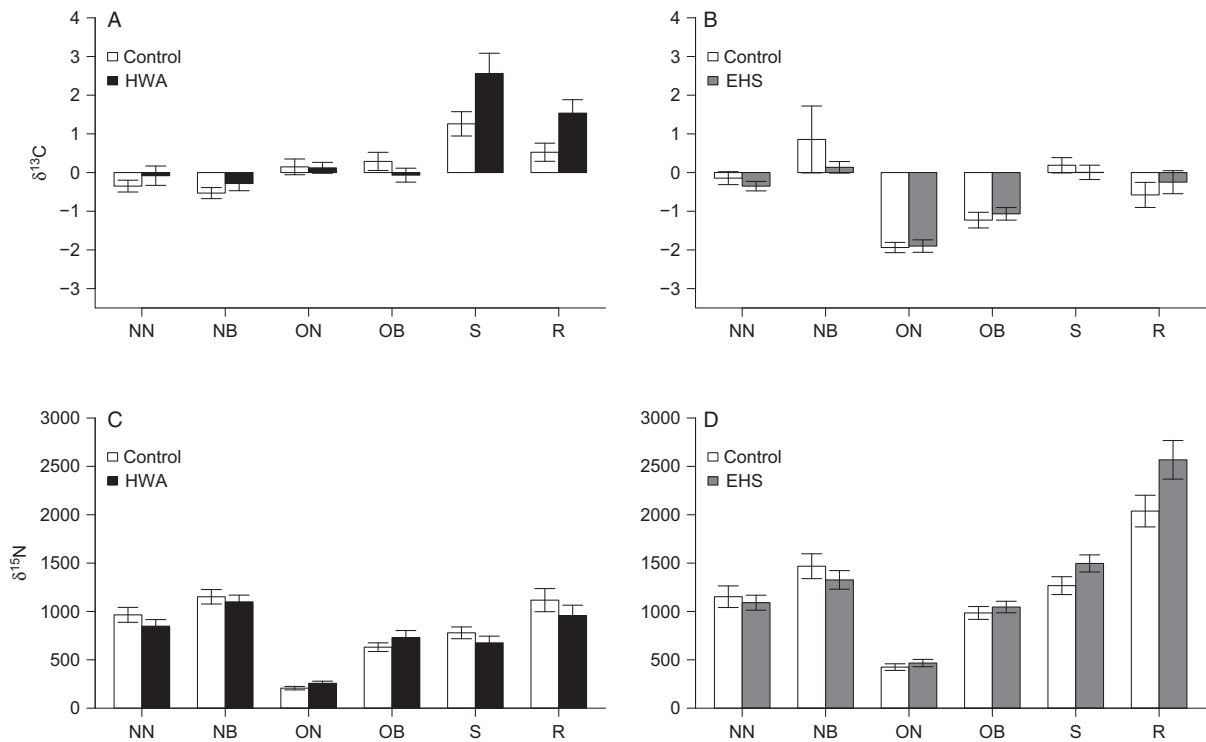 A
Control
HWA
4
3
2
1
0
−1
−2
−3
δ13C
NN NB ON OB S R
B
Control
EHS
4
3
2
1
0
−1
−2
−3
NN NB ON OB S R
C
Control
HWA
3000
2500
2000
1500
1000
500
0
δ15N
NN NB ON OB S R
D
Control
EHS
3000
2500
2000
1500
1000
500
0
NN NB ON OB S R